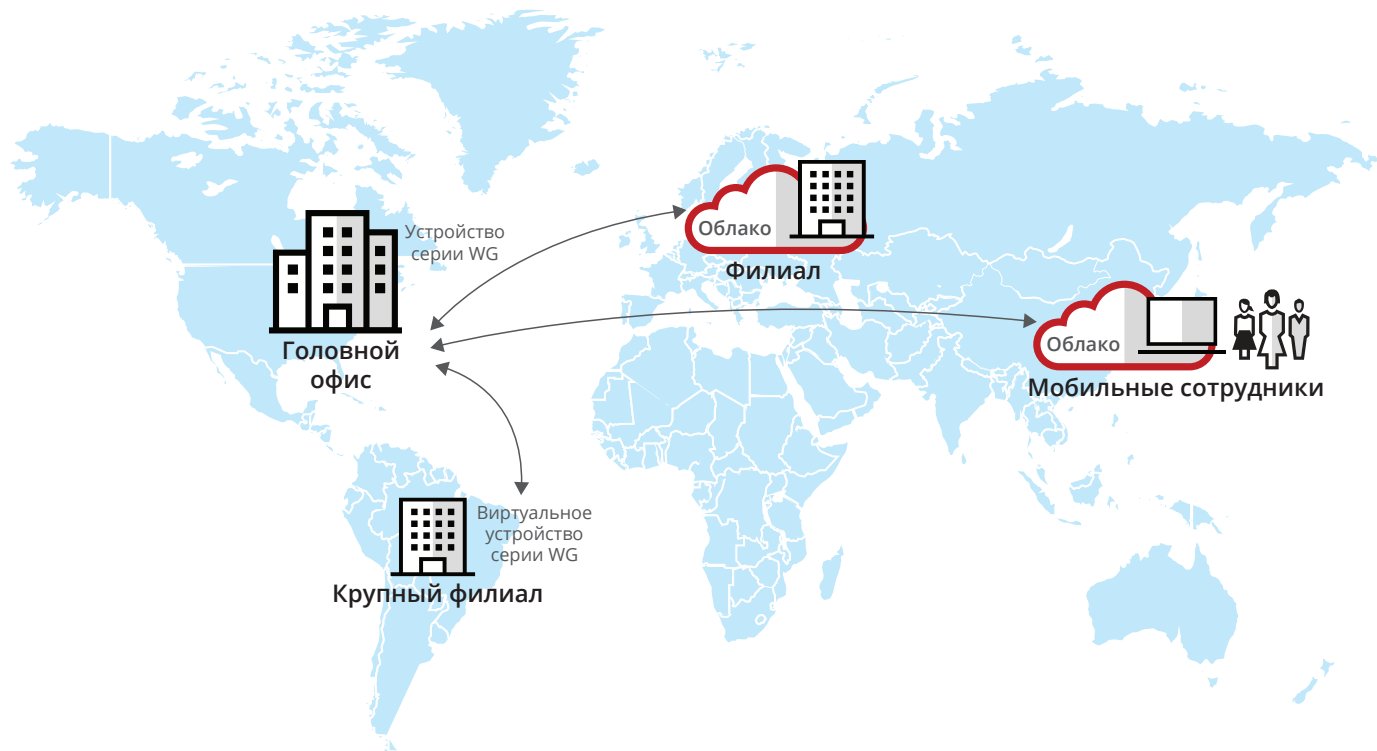 Устройство
серии WG
Головной
офис
Облако
Филиал
Облако
Мобильные сотрудники
Виртуальное
устройство
серии WG
Крупный филиал